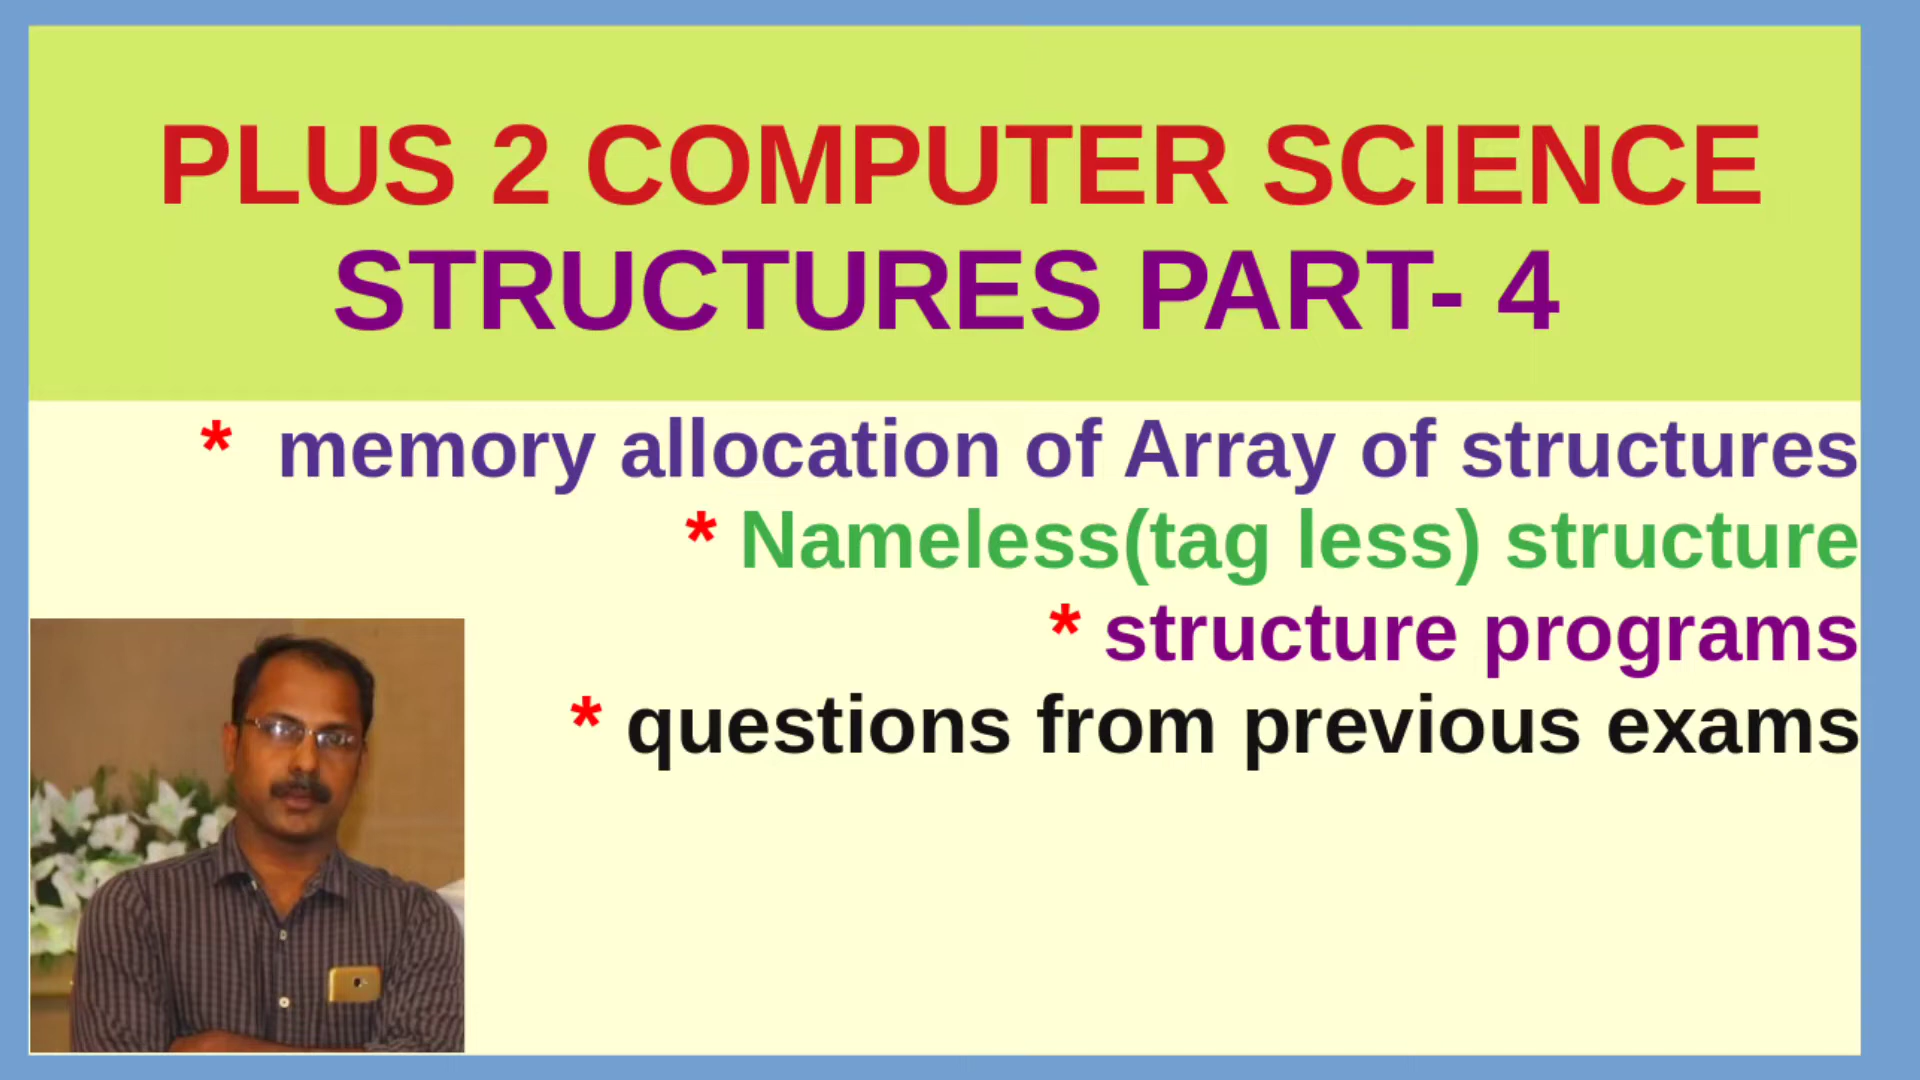 PLUS 2 COMPUTER SCIENCE
STRUCTURES PART- 4
* memory allocation of Array of structures
* Nameless(tag less) structure
* structure programs
* questions from previous exams